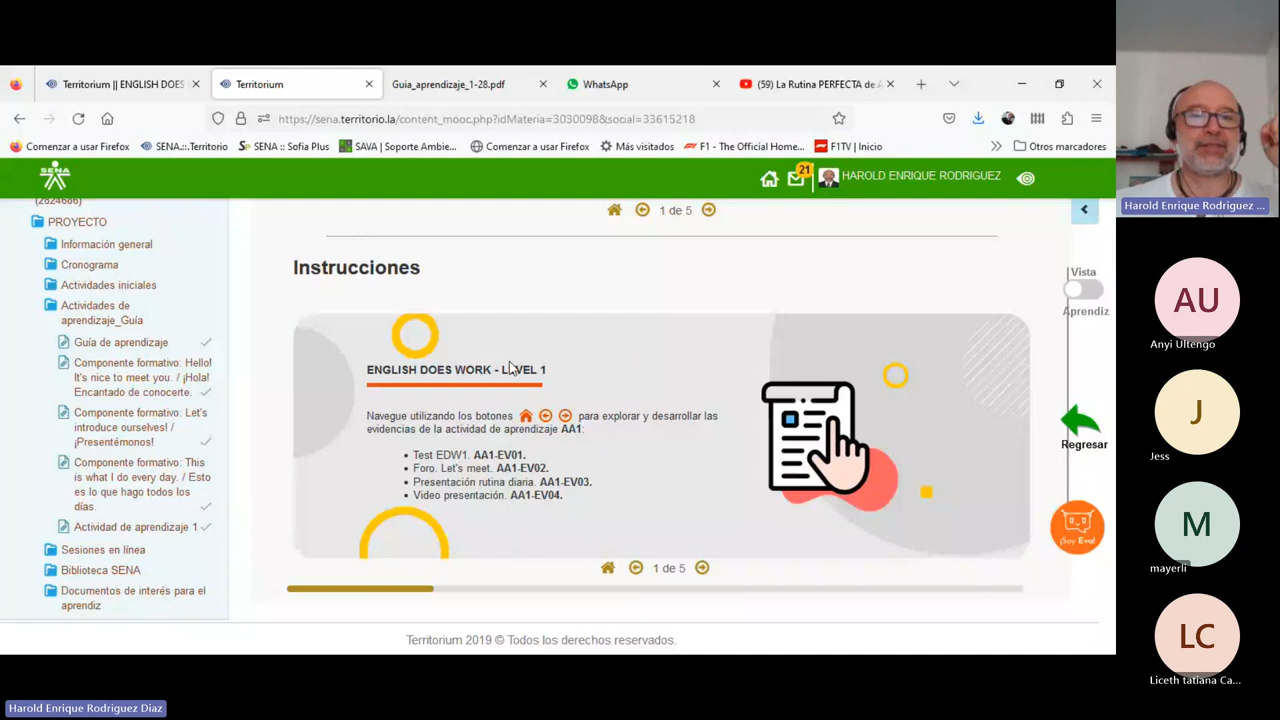 Territorium || ENGLISH DOES
Territorium
Guia_aprendizaje_1-28.pdf
WhatsApp
(59) La Rutina PERFECTA de A
https://sena.territorio.la/content_mooc.php?idMateria=3030098&social=33615218
Comenzar a usar Firefox
SENA.::.Territorio
SENA :: Sofia Plus
SAVA | Soporte Ambie...
Comenzar a usar Firefox
Más visitados
F1 - The Official Home...
F1TV | Inicio
Otros marcadores
SENA
21
HAROLD ENRIQUE RODRIGUEZ
Harold Enrique Rodriguez ...
(2824686)
PROYECTO
Información general
Cronograma
Actividades iniciales
Actividades de
aprendizaje_Guía
Guía de aprendizaje
Componente formativo: Hello!
It's nice to meet you. / ¡Hola!
Encantado de conocerte.
Componente formativo: Let's
introduce ourselves! /
¡Presentémonos!
Componente formativo: This
is what I do every day. / Esto
es lo que hago todos los
días.
Actividad de aprendizaje 1
Sesiones en línea
Biblioteca SENA
Documentos de interés para el
aprendiz
1 de 5
Instrucciones
ENGLISH DOES WORK - LEVEL 1
Navegue utilizando los botones para explorar y desarrollar las
evidencias de la actividad de aprendizaje AA1:
Test EDW1. AA1-EV01.
Foro. Let's meet. AA1-EV02.
Presentación rutina diaria. AA1-EV03.
Video presentación. AA1-EV04.
1 de 5
Vista
Aprendiz
Regresar
¡Soy Eva!
Territorium 2019 © Todos los derechos reservados.
AU
Anyi Ultengo
J
Jess
M
mayerli
LC
Liceth tatiana Ca...
Harold Enrique Rodriguez Diaz